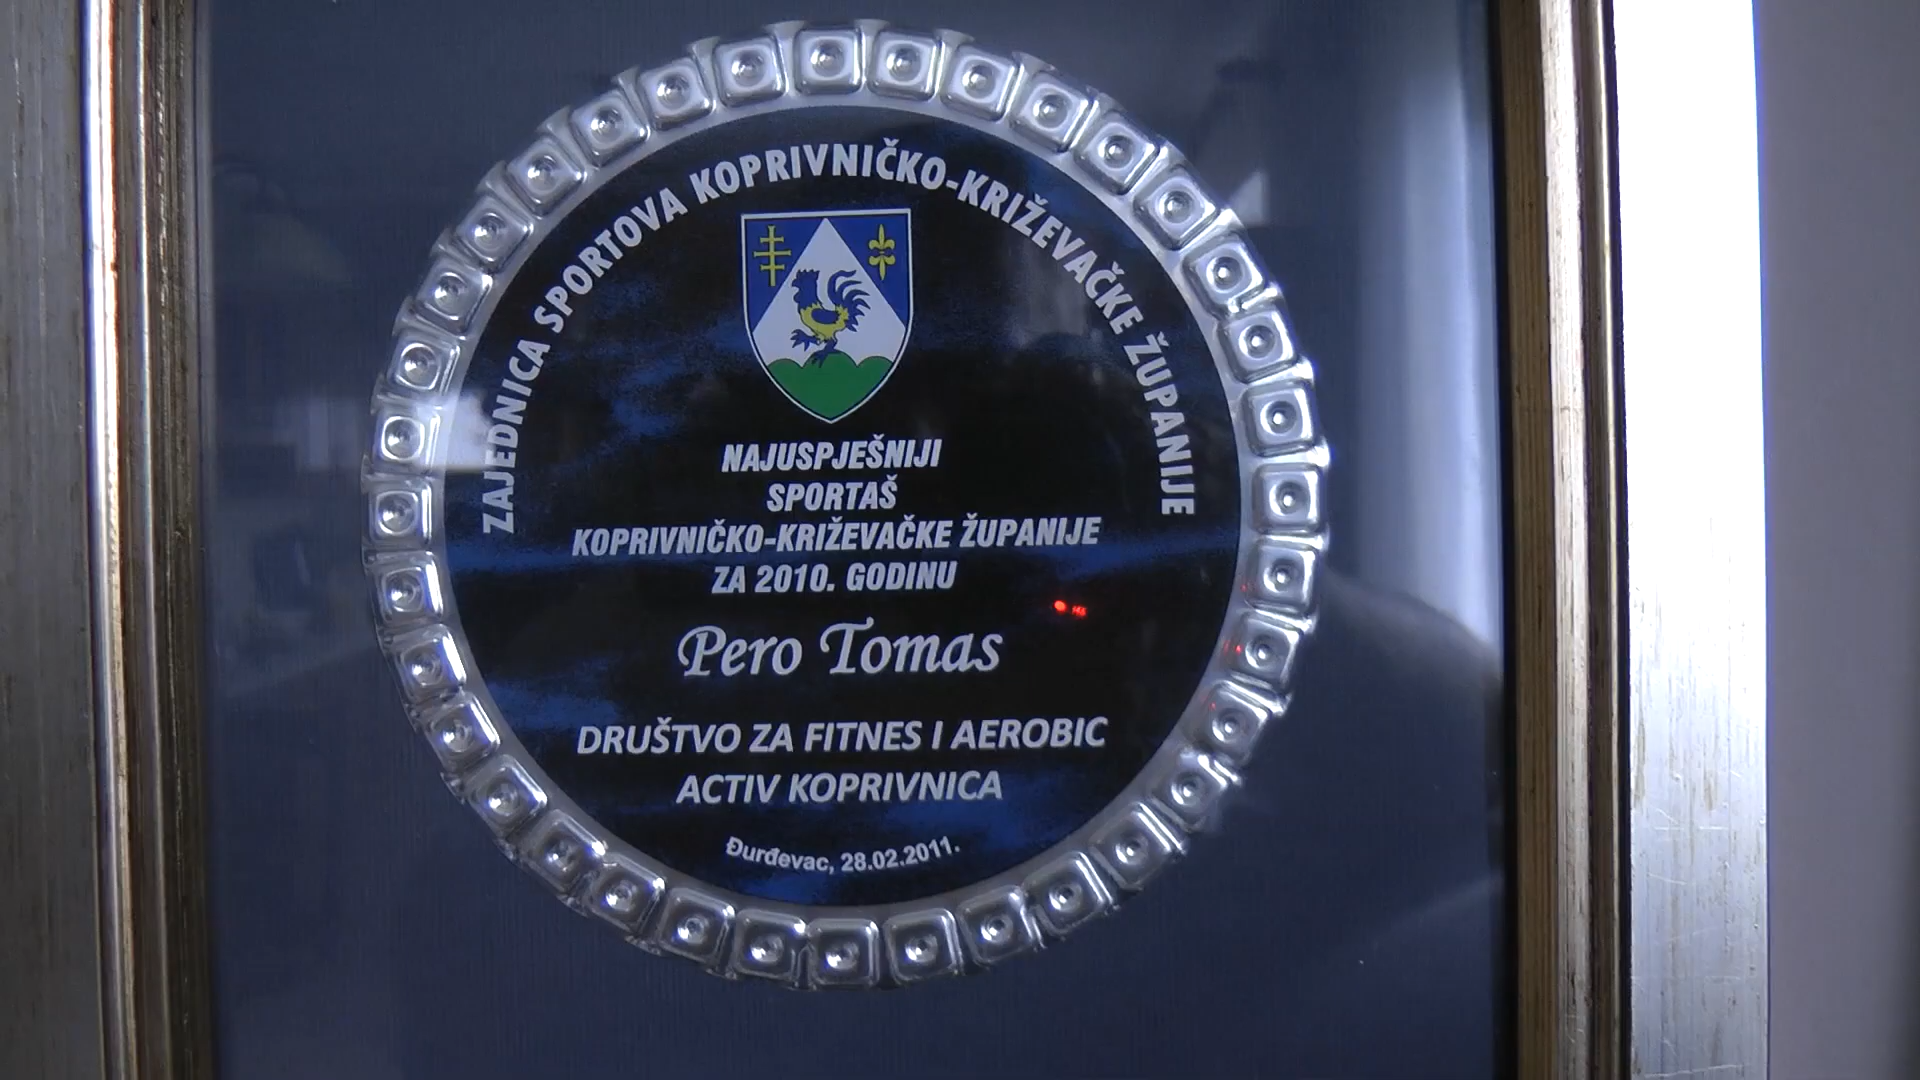 ZAJEDNICA SPORTOVA KOPRIVNIČKO-KRIŽEVAČKE ŽUPANIJE
NAJUSPJEŠNIJI
SPORTAŠ
KOPRIVNIČKO-KRIŽEVAČKE ŽUPANIJE
ZA 2010. GODINU
Pero Tomas
DRUŠTVO ZA FITNES I AEROBIC
ACTIV KOPRIVNICA
Đurđevac, 28.02.2011.